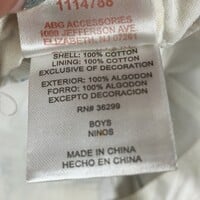 1114788
ABG ACCESSORIES
1000 JEFFERSON AVE
ELIZABETH, NJ 07201
SHELL: 100% COTTON
LINING: 100% COTTON
EXCLUSIVE OF DECORATION
EXTERIOR: 100% ALGODON
FORRO: 100% ALGODON
EXCEPTO DECORACION
RN# 36299
BOYS
NINOS
MADE IN CHINA
HECHO EN CHINA